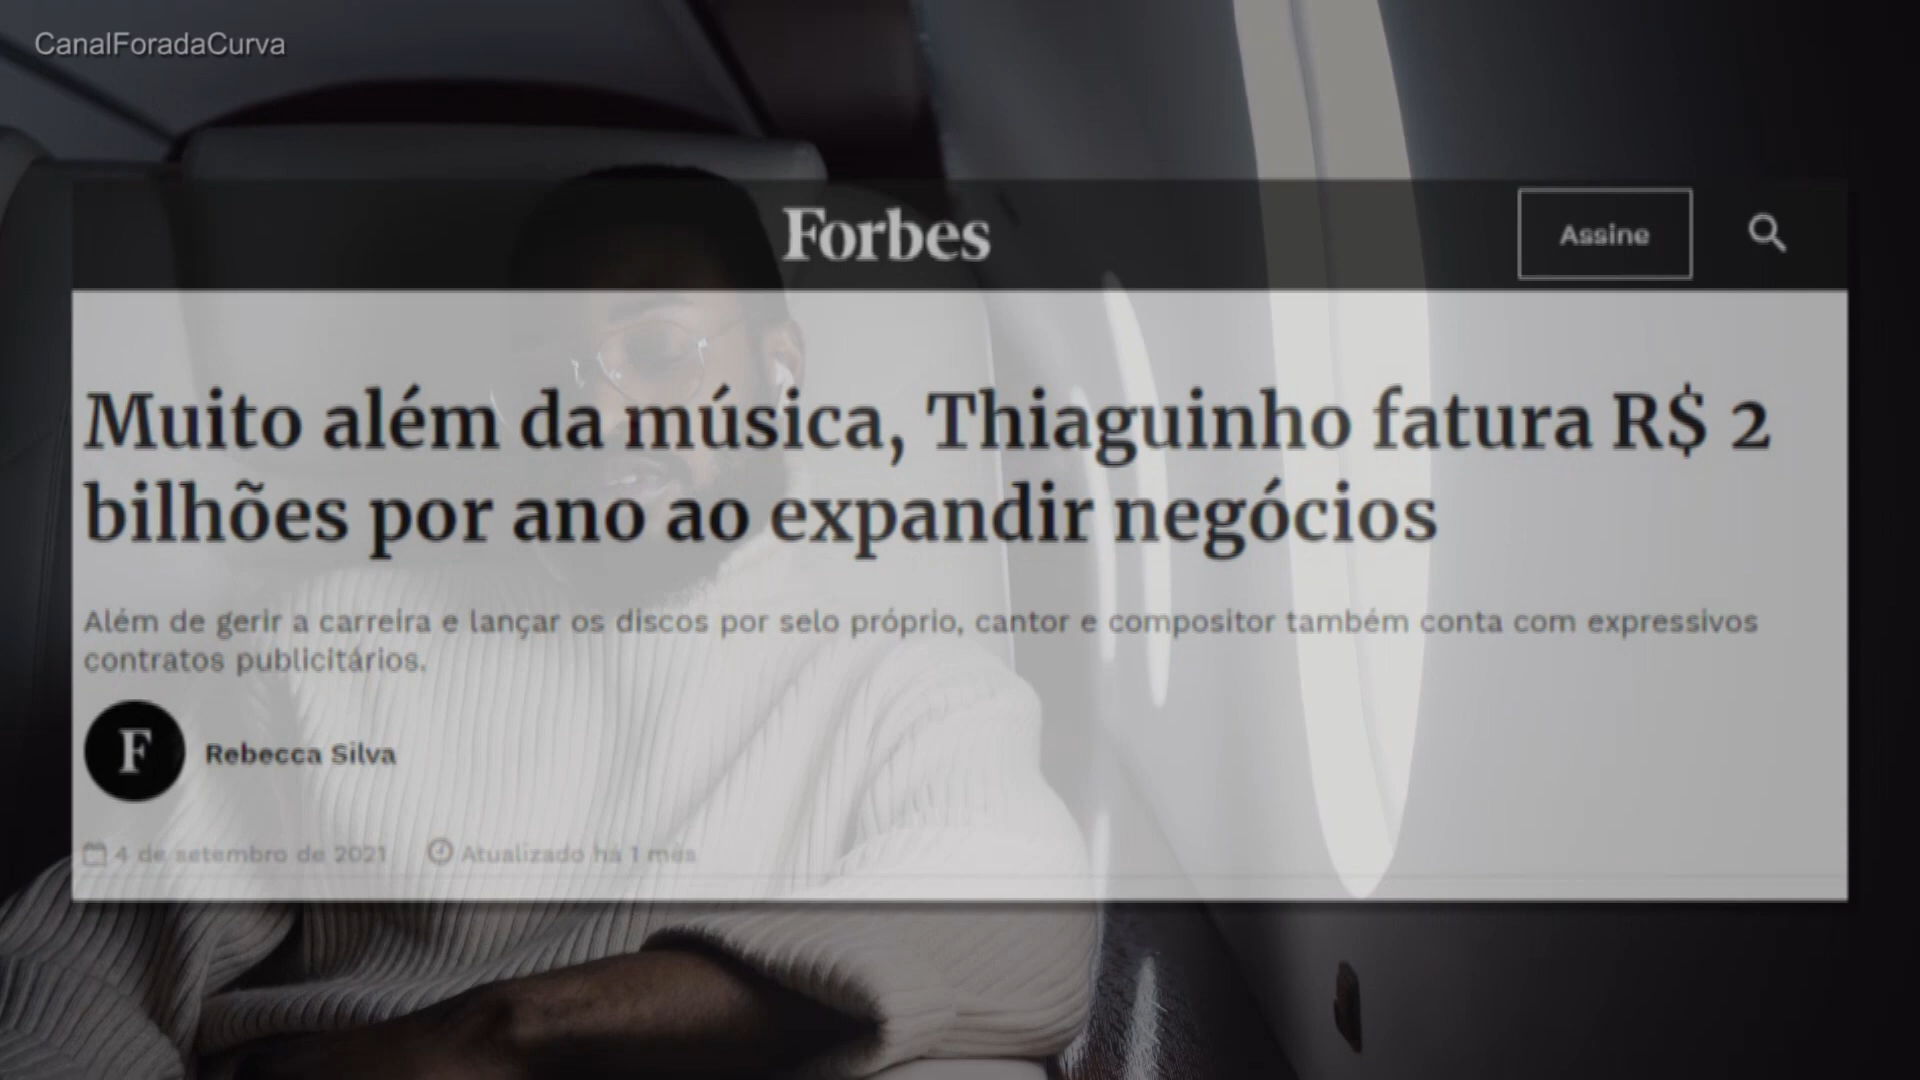 CanalForadaCurva
Forbes
Assine
Muito além da música, Thiaguinho fatura R$ 2
bilhões por ano ao expandir negócios
Além de gerir a carreira e lançar os discos por selo próprio, cantor e compositor também conta com expressivos
contratos publicitários.
F
Rebecca Silva
4 de setembro de 2021 Atualizado há 1 mês